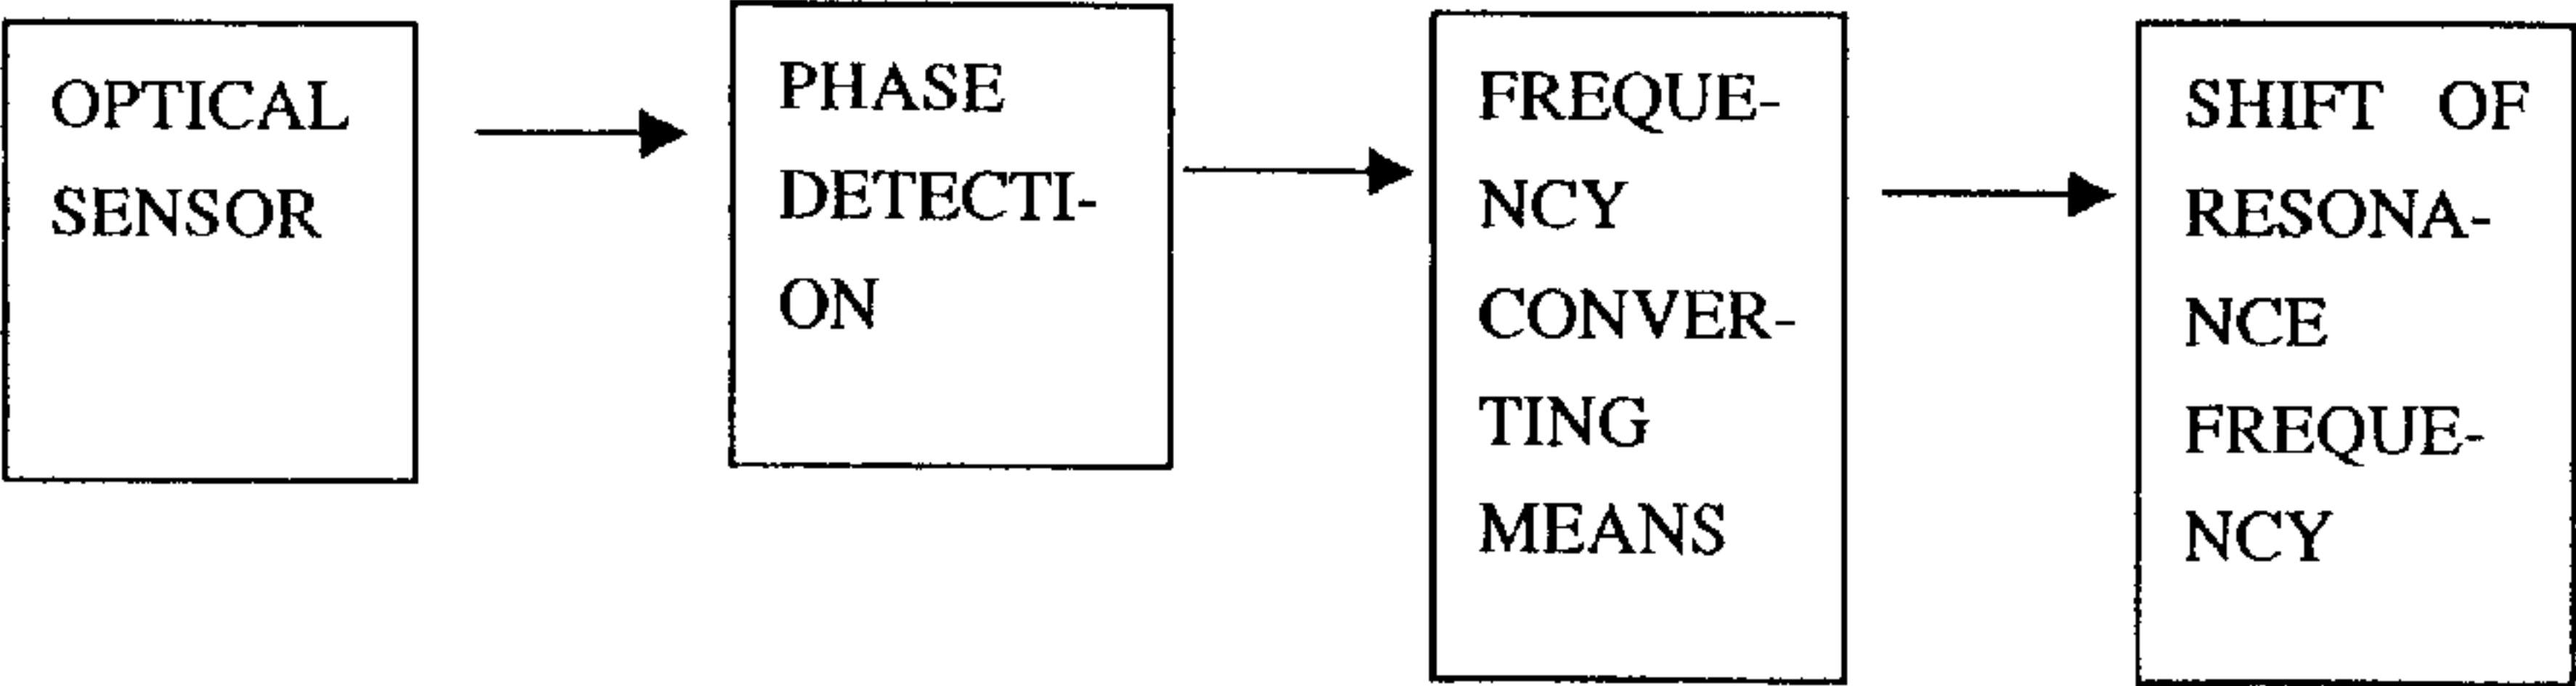 OPTICAL
SENSOR
PHASE
DETECTI-
ON
FREQUE-
NCY
CONVER-
TING
MEANS
SHIFT OF
RESONA-
NCE
FREQUE-
NCY